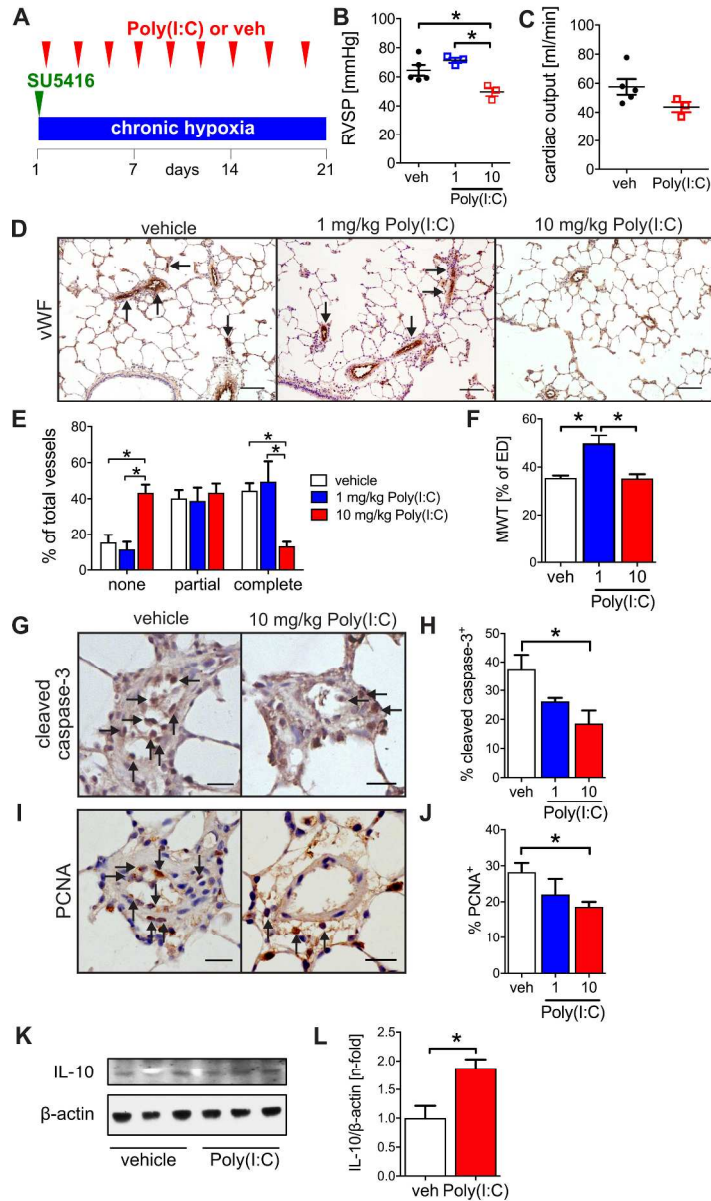 A
Poly(I:C) or veh
SU5416
chronic hypoxia
1 7 days 14 21
B
RVSP [mmHg]
100
80
60
40
20
0
* *
veh 1 10
Poly(I:C)
C
cardiac output [ml/min]
100
80
60
40
20
0
veh Poly(I:C)
D
vehicle 1 mg/kg Poly(I:C) 10 mg/kg Poly(I:C)
vWF
E
% of total vessels
80
60
40
20
0
* * * *
none partial complete
vehicle
1 mg/kg Poly(I:C)
10 mg/kg Poly(I:C)
F
MWT [% of ED]
60
40
20
0
* *
veh 1 10
Poly(I:C)
G
vehicle 10 mg/kg Poly(I:C)
cleaved
caspase-3
H
% cleaved caspase-3+
50
40
30
20
10
0
*
veh 1 10
Poly(I:C)
I
PCNA
J
% PCNA+
40
30
20
10
0
*
veh 1 10
Poly(I:C)
K
IL-10
β-actin
vehicle Poly(I:C)
L
IL-10/β-actin [n-fold]
2.5
2.0
1.5
1.0
0.5
0.0
*
veh Poly(I:C)